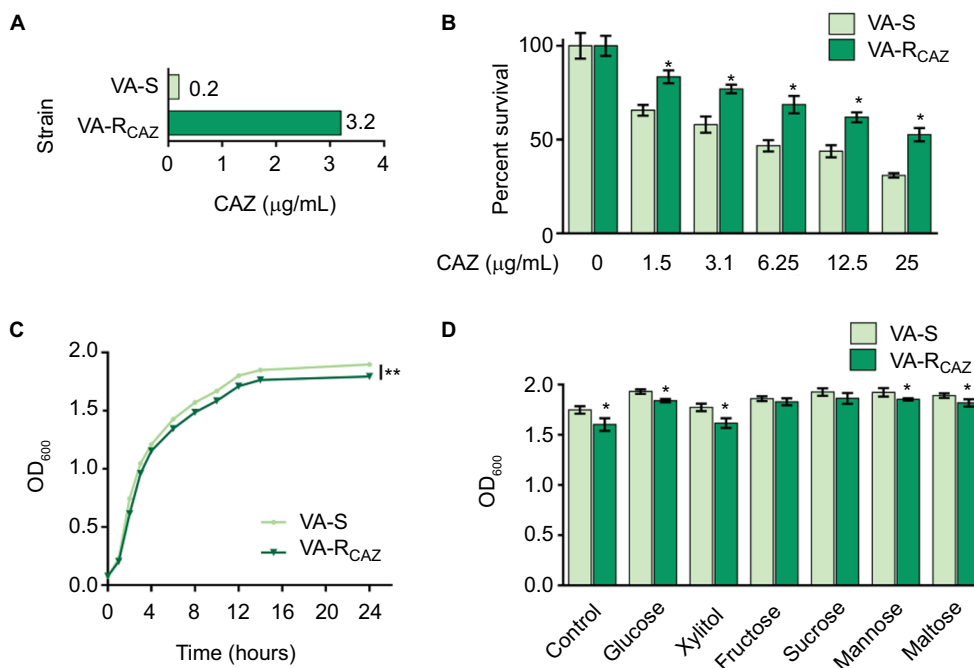 A
Strain
VA-S
0.2
VA-RCAZ
3.2
0 1 2 3 4
CAZ (μg/mL)
B
VA-S
VA-RCAZ
Percent survival
100
50
0
* * * * *
CAZ (μg/mL) 0 1.5 3.1 6.25 12.5 25
C
OD600
2.0
1.5
1.0
0.5
0.0
**
VA-S
VA-RCAZ
0 4 8 12 16 20 24
Time (hours)
D
VA-S
VA-RCAZ
OD600
2.0
1.5
1.0
0.5
0.0
* * * * *
Control Glucose Xylitol Fructose Sucrose Mannose Maltose